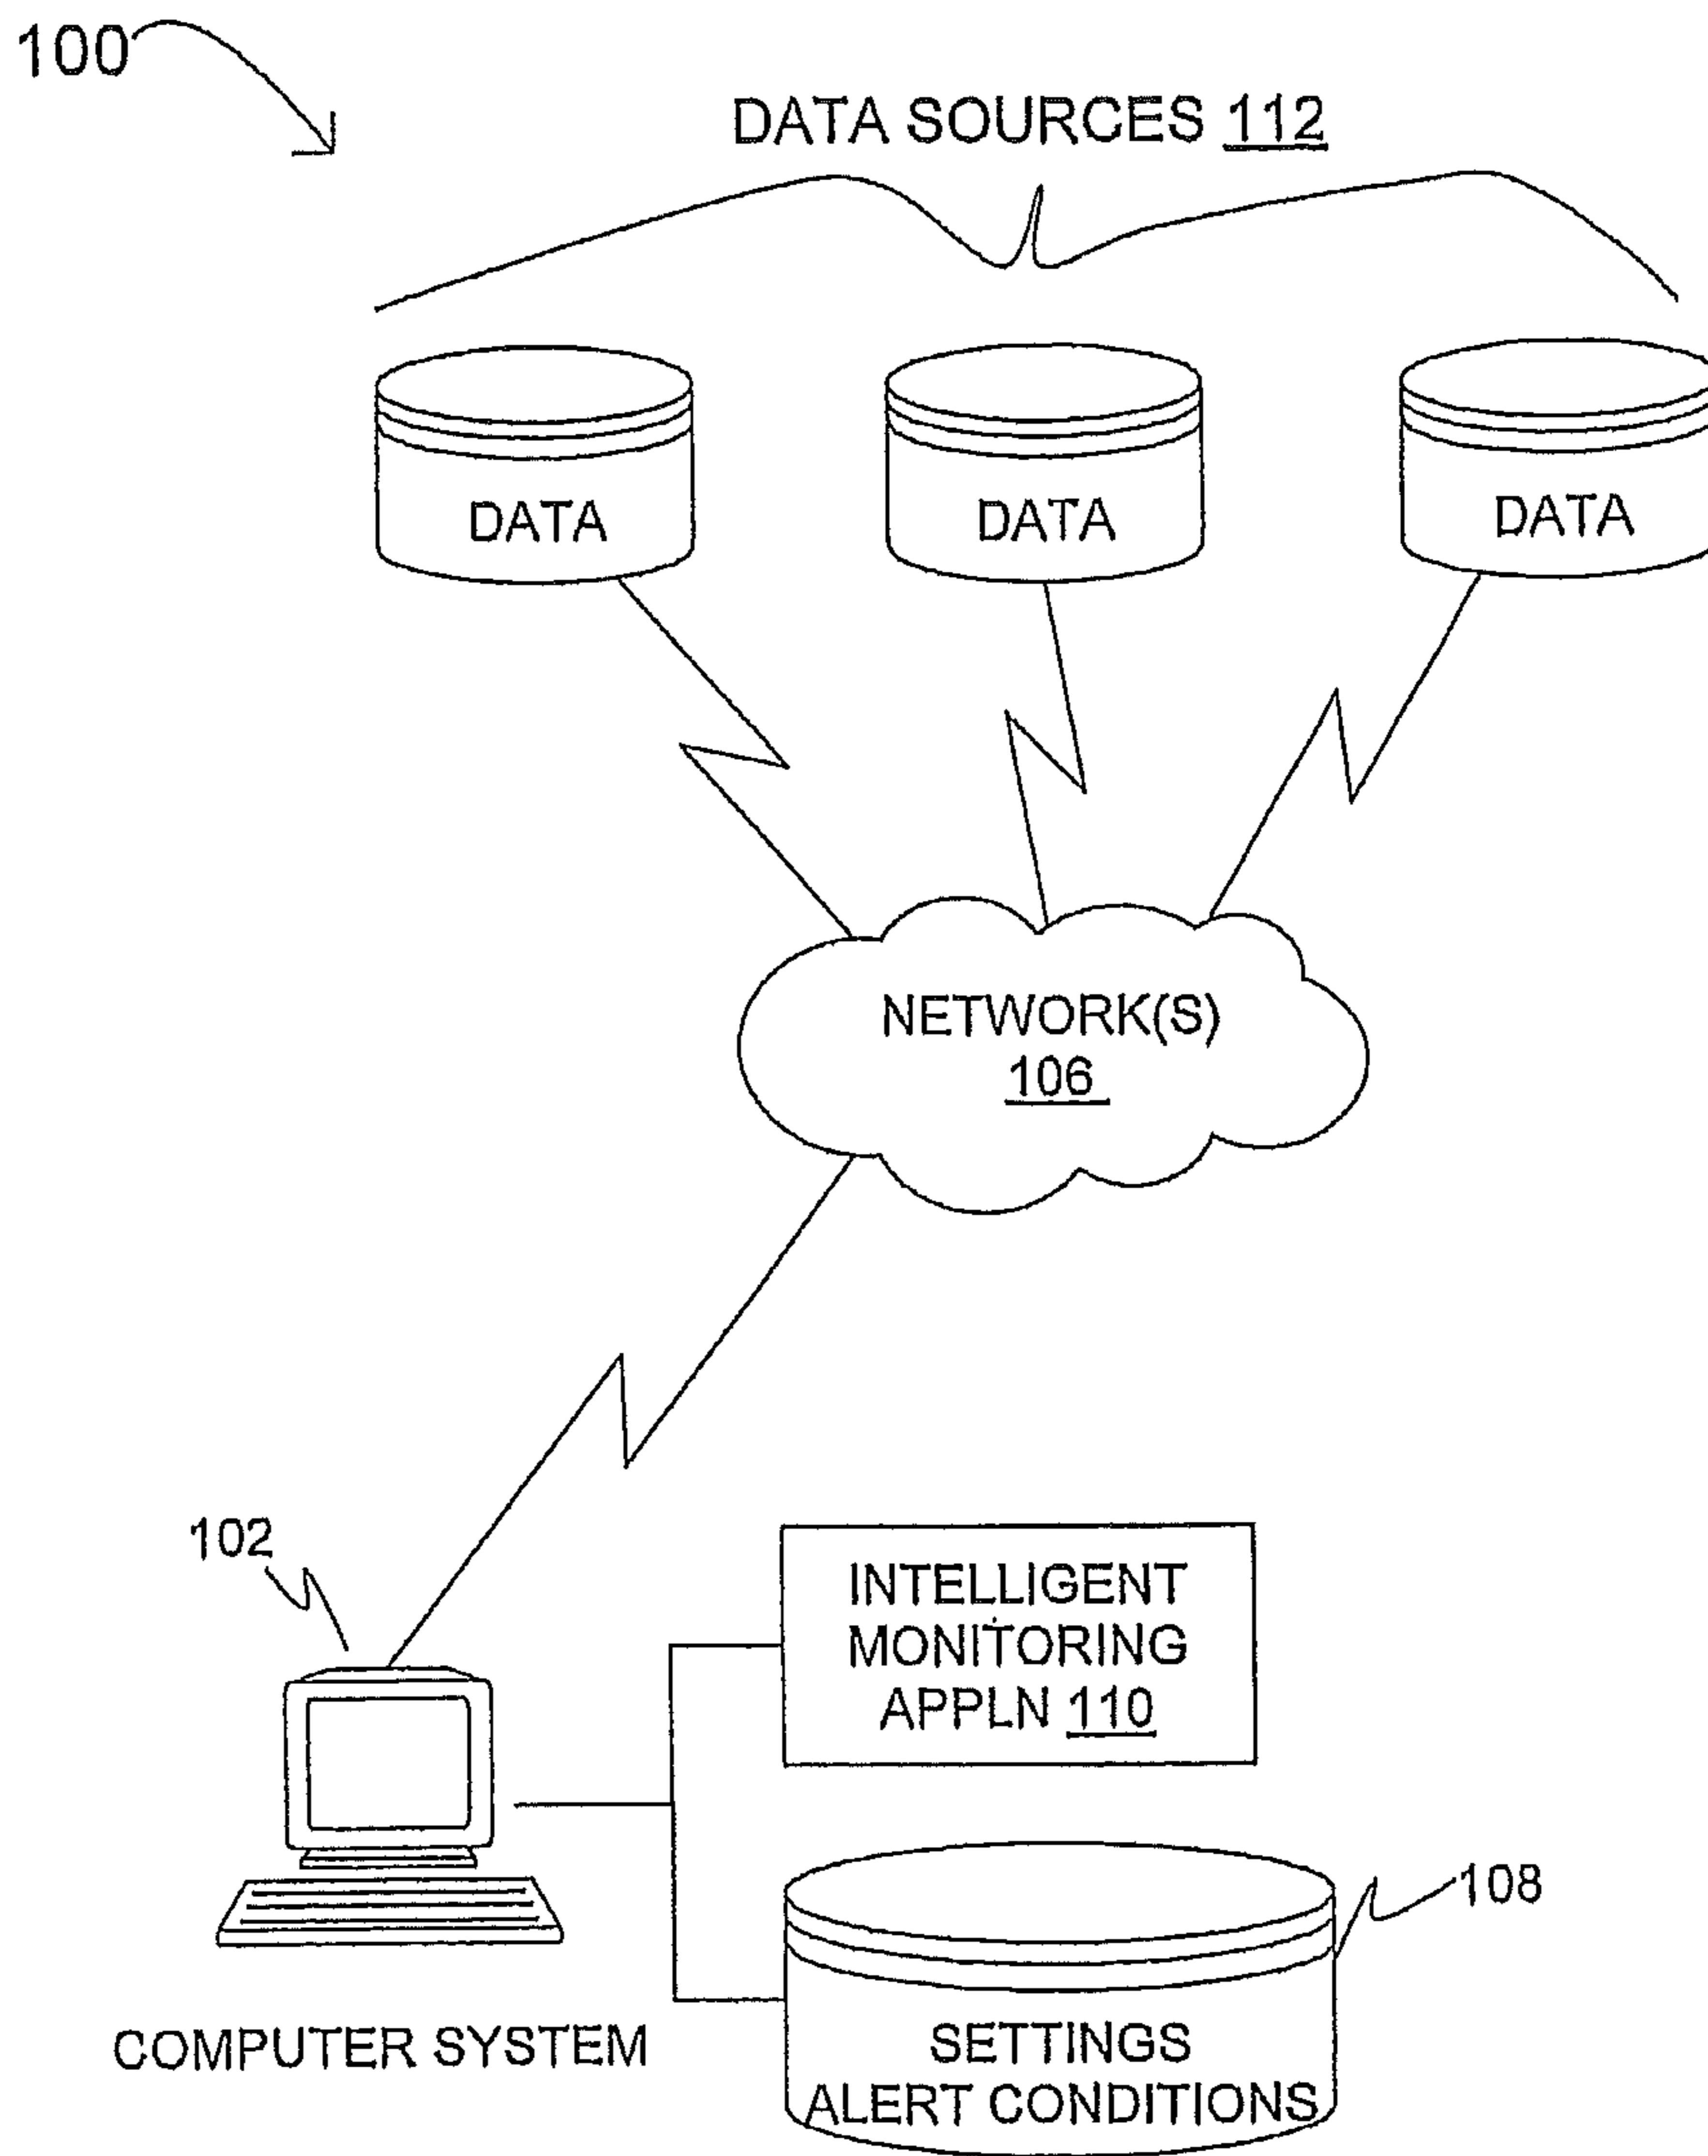 100
DATA SOURCES 112
DATA
DATA
DATA
NETWORK(S)
106
102
INTELLIGENT
MONITORING
APPLN 110
108
COMPUTER SYSTEM
SETTINGS
ALERT CONDITIONS